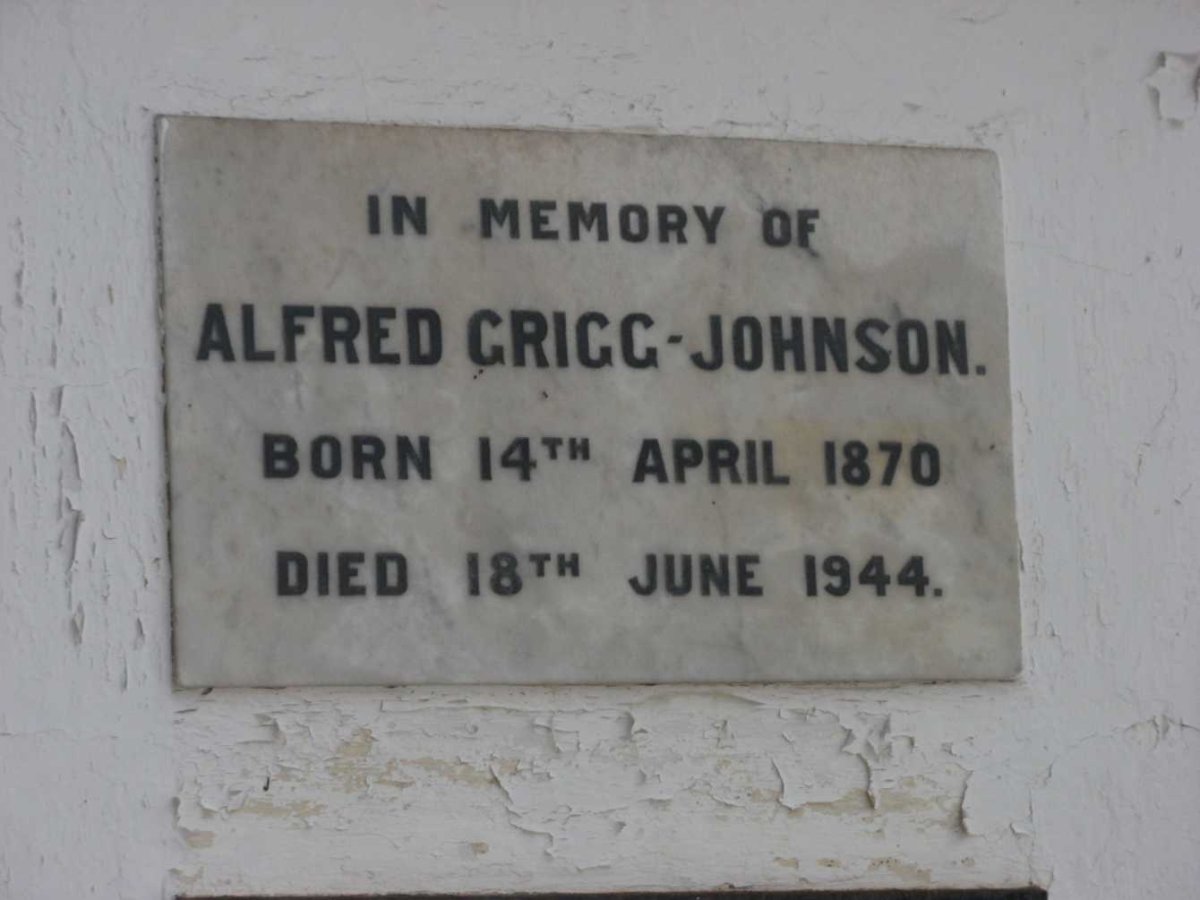 IN MEMORY OF
ALFRED GRIGG-JOHNSON.
BORN 14TH APRIL 1870
DIED 18TH JUNE 1944.